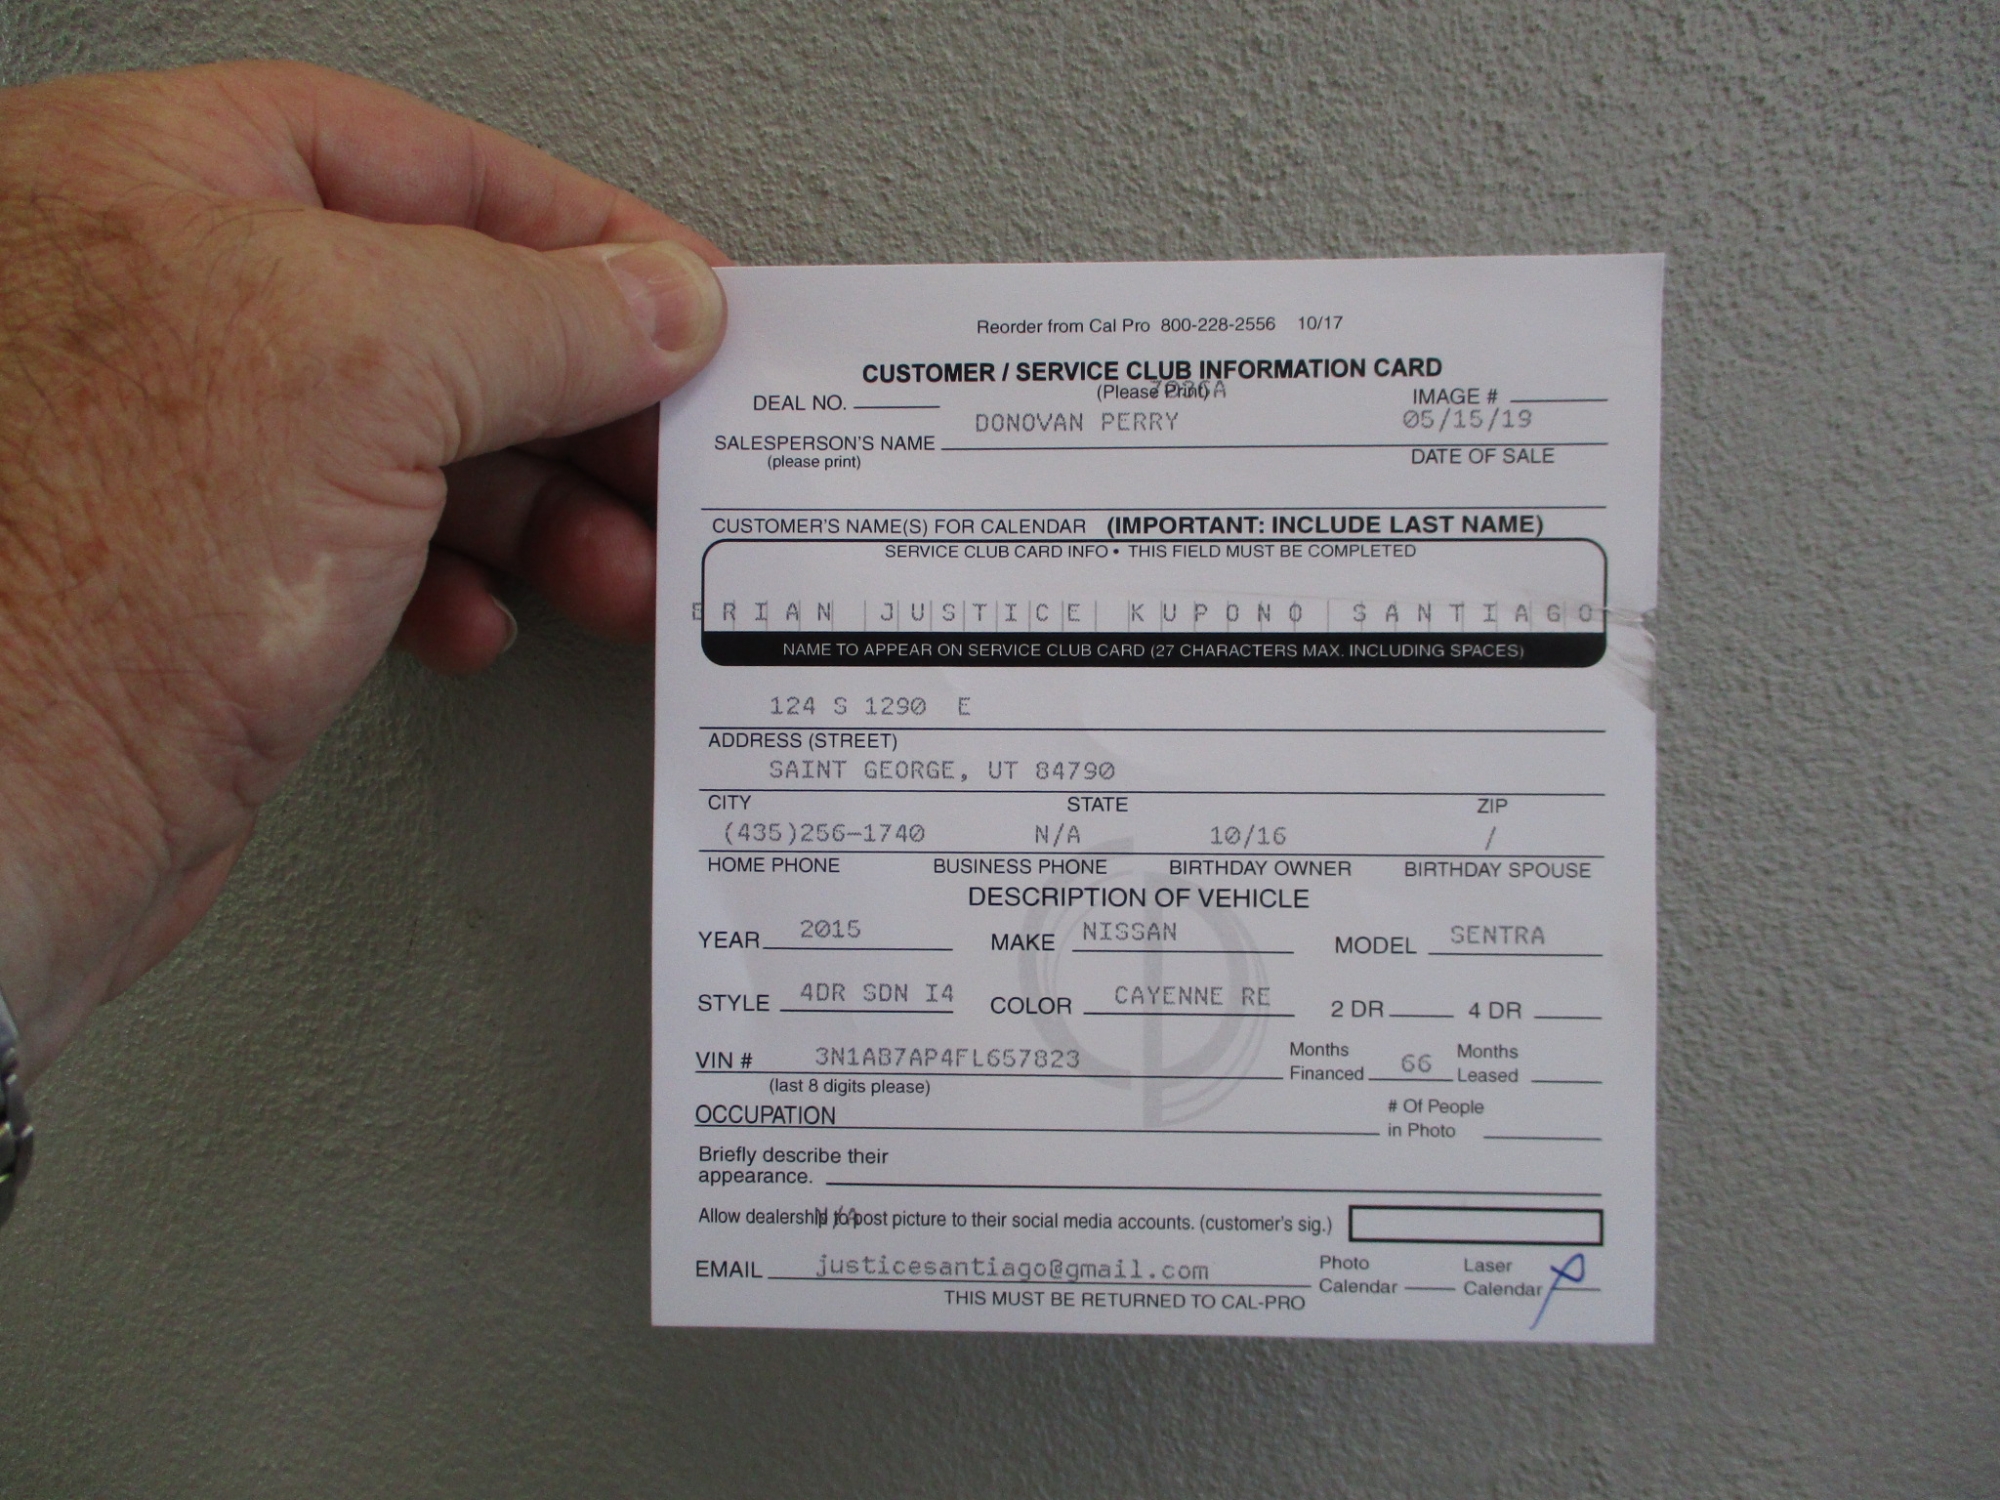 Reorder from Cal Pro 800-228-2556 10/17
CUSTOMER / SERVICE CLUB INFORMATION CARD
(Please Print)
DEAL NO. IMAGE #
DONOVAN PERRY 05/15/19
SALESPERSON'S NAME DATE OF SALE
(please print)
CUSTOMER'S NAME(S) FOR CALENDAR (IMPORTANT: INCLUDE LAST NAME)
SERVICE CLUB CARD INFO • THIS FIELD MUST BE COMPLETED
BRIAN JUSTICE KUPONO SANTIAGO
NAME TO APPEAR ON SERVICE CLUB CARD (27 CHARACTERS MAX. INCLUDING SPACES)
124 S 1290 E
ADDRESS (STREET)
SAINT GEORGE, UT 84790
CITY STATE ZIP
(435)256-1740 N/A 10/16 /
HOME PHONE BUSINESS PHONE BIRTHDAY OWNER BIRTHDAY SPOUSE
DESCRIPTION OF VEHICLE
YEAR 2015 MAKE NISSAN MODEL SENTRA
STYLE 4DR SDN I4 COLOR CAYENNE RE 2 DR 4 DR
VIN # 3N1AB7AP4FL657823 Months Financed 66 Months Leased
(last 8 digits please)
OCCUPATION # Of People in Photo
Briefly describe their
appearance.
N/A
Allow dealership to post picture to their social media accounts. (customer's sig.)
EMAIL justicesantiago@gmail.com Photo Calendar Laser Calendar
THIS MUST BE RETURNED TO CAL-PRO